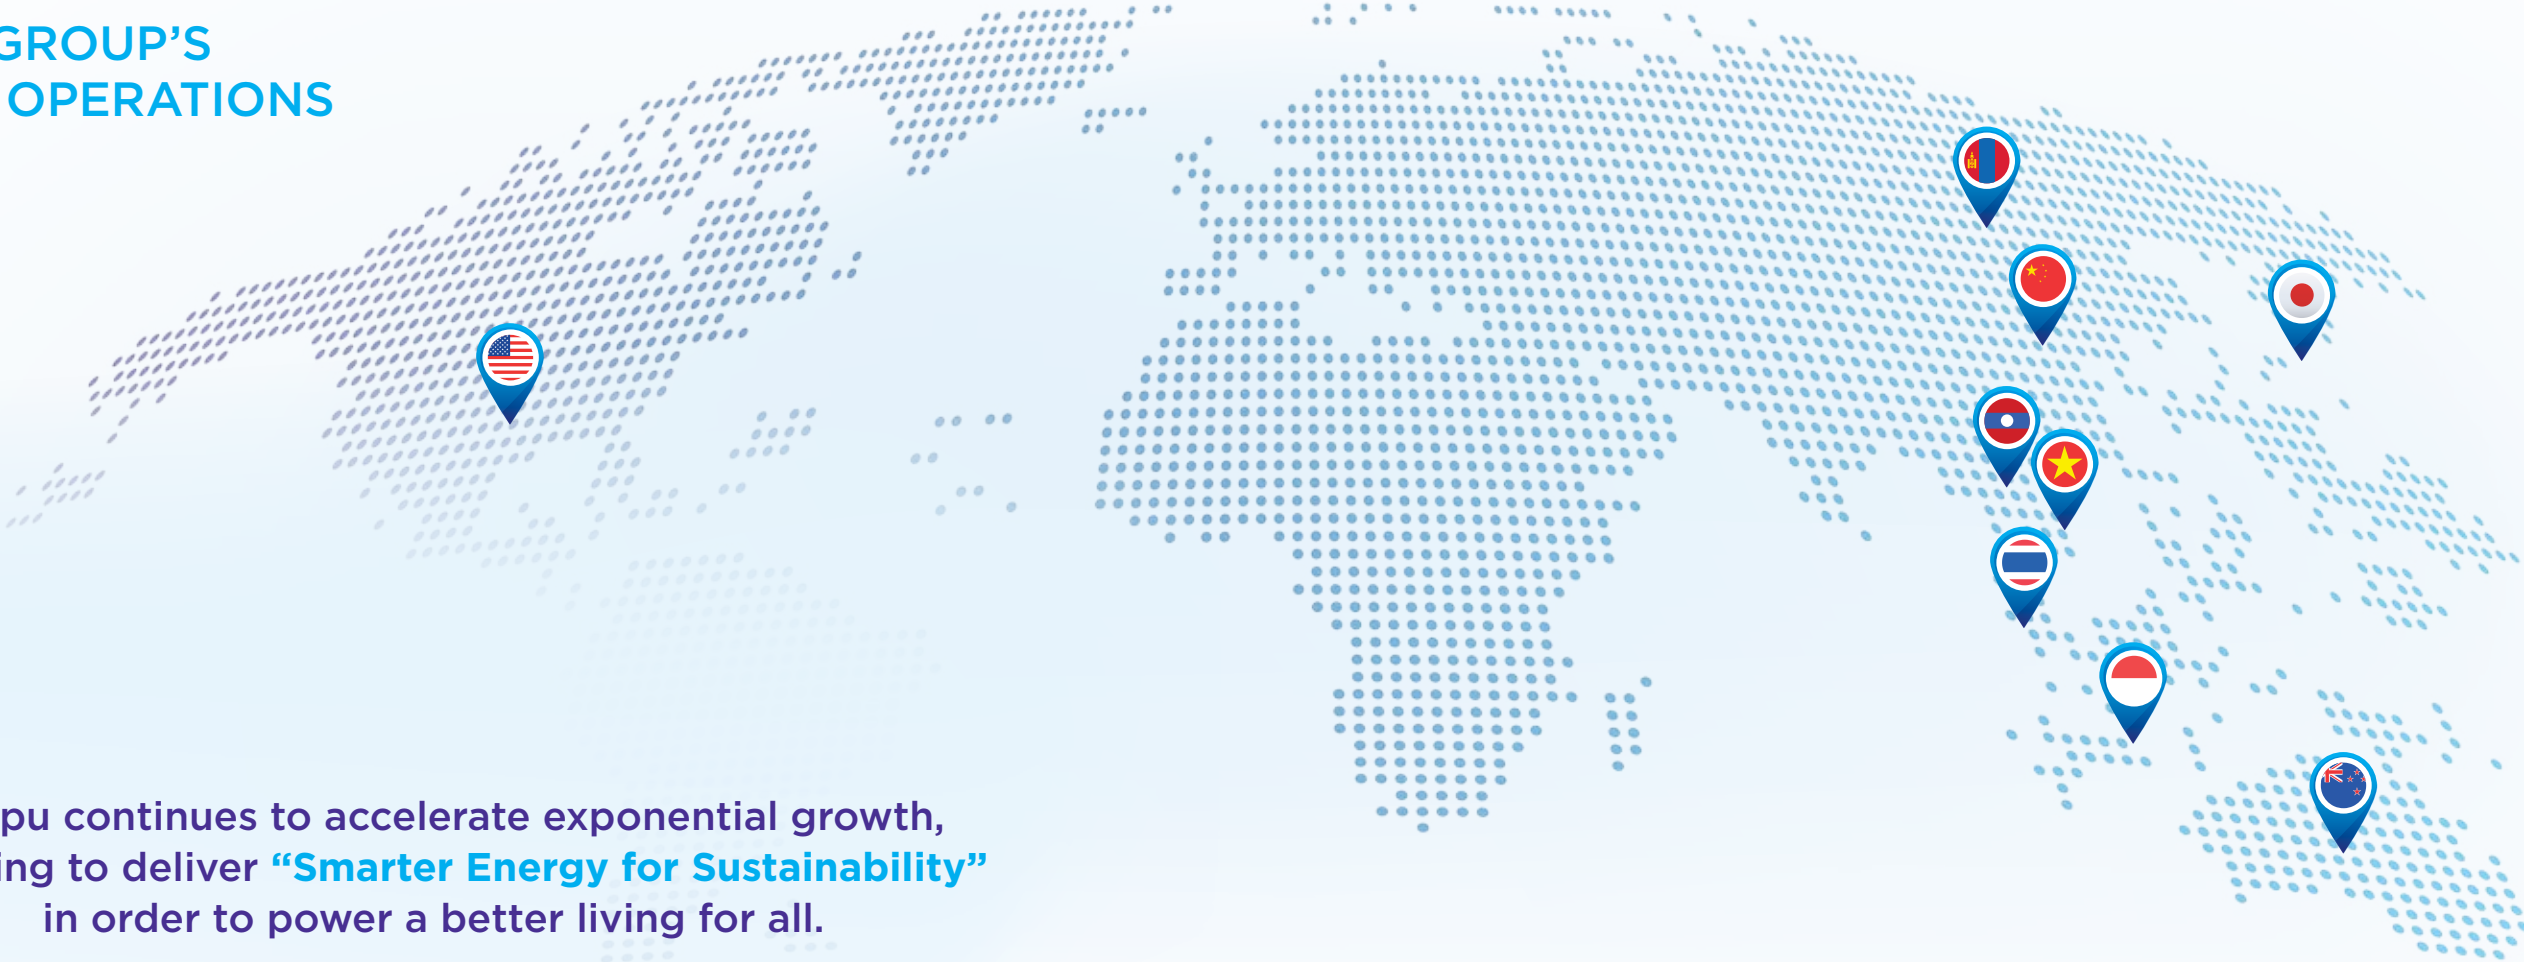 GROUP'S
OPERATIONS
pu continues to accelerate exponential growth,
ing to deliver “Smarter Energy for Sustainability”
in order to power a better living for all.